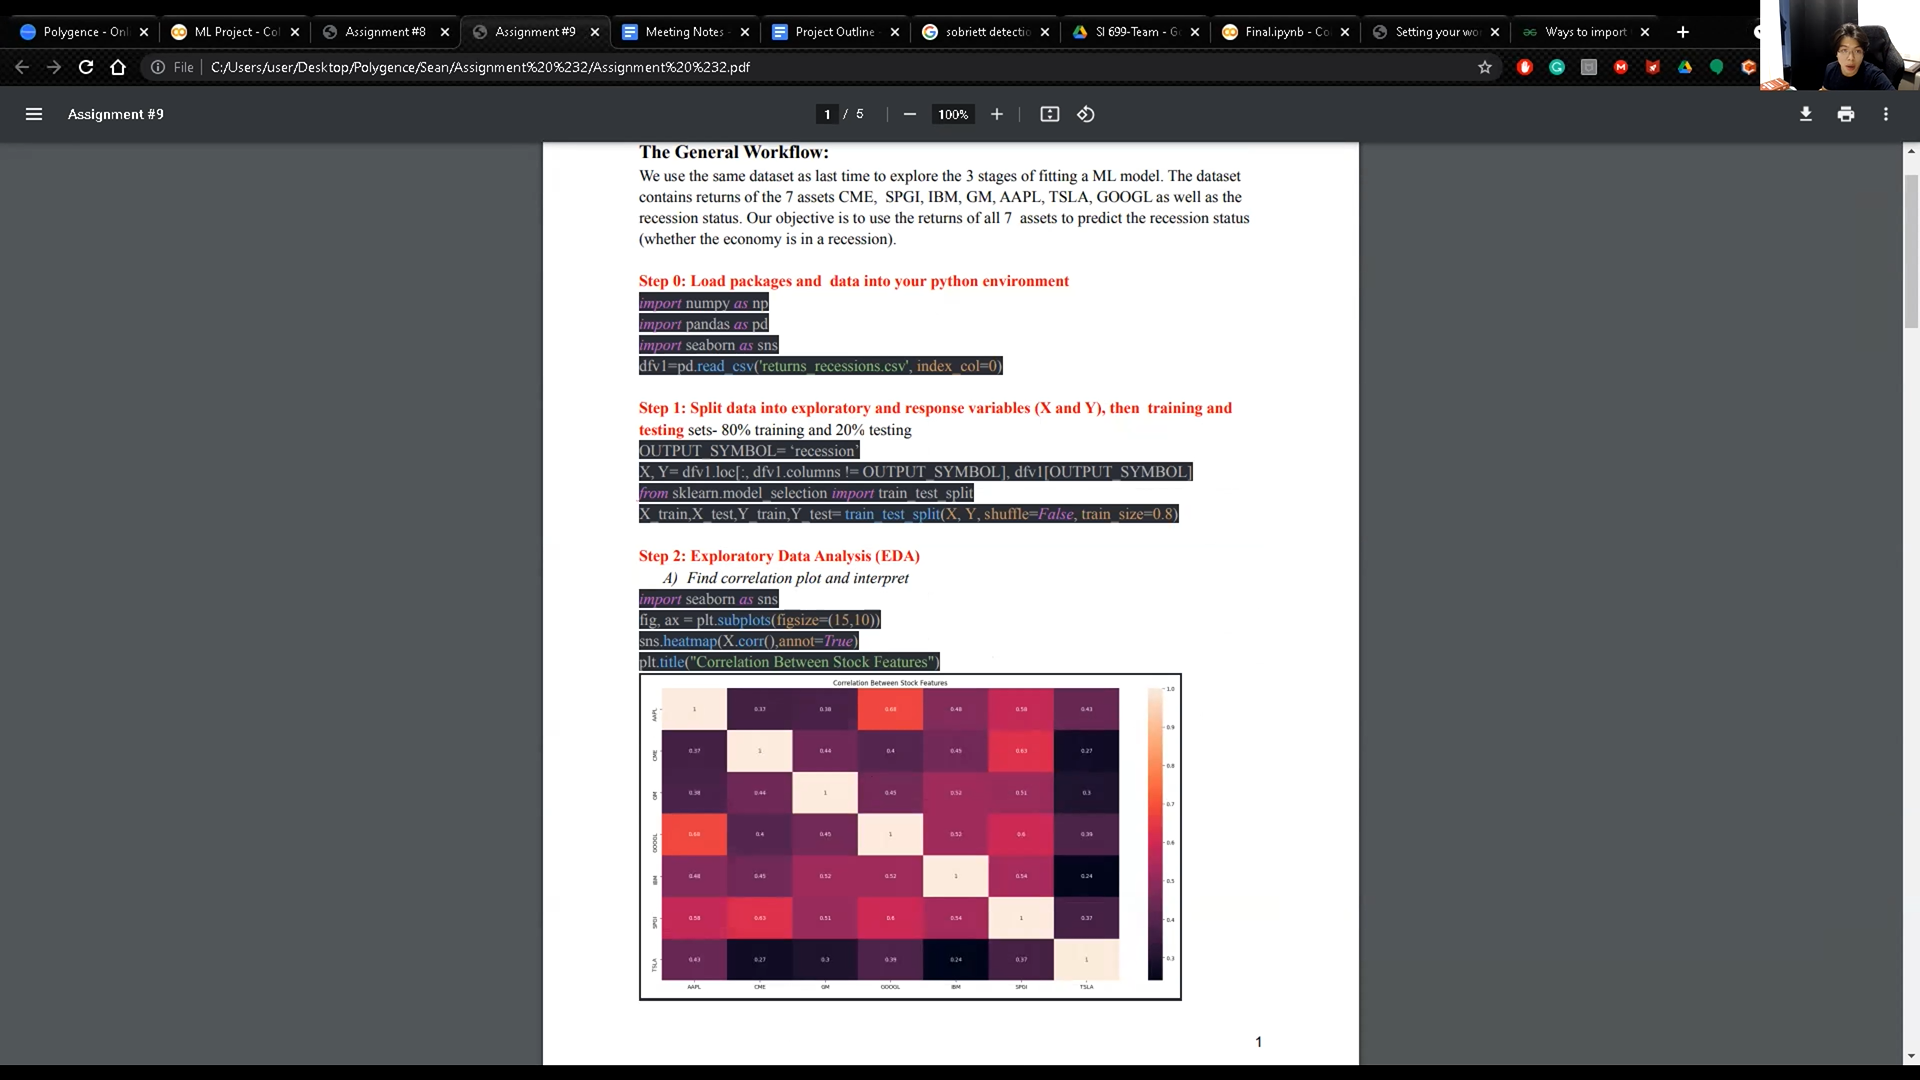 Polygence - Onl
ML Project - Col
Assignment #8
Assignment #9
Meeting Notes -
Project Outline -
sobriett detectio
SI 699-Team - Go
Final.ipynb - Col
Setting your wo
Ways to import
File
C:/Users/user/Desktop/Polygence/Sean/Assignment%20%232/Assignment%20%232.pdf
Assignment #9
1 / 5
100%
The General Workflow:
We use the same dataset as last time to explore the 3 stages of fitting a ML model. The dataset
contains returns of the 7 assets CME, SPGI, IBM, GM, AAPL, TSLA, GOOGL as well as the
recession status. Our objective is to use the returns of all 7 assets to predict the recession status
(whether the economy is in a recession).
Step 0: Load packages and data into your python environment
import numpy as np
import pandas as pd
import seaborn as sns
dfv1=pd.read_csv('returns_recessions.csv', index_col=0)
Step 1: Split data into exploratory and response variables (X and Y), then training and
testing sets- 80% training and 20% testing
OUTPUT_SYMBOL= ‘recession’
X, Y= dfv1.loc[:, dfv1.columns != OUTPUT_SYMBOL], dfv1[OUTPUT_SYMBOL]
from sklearn.model_selection import train_test_split
X_train,X_test,Y_train,Y_test= train_test_split(X, Y, shuffle=False, train_size=0.8)
Step 2: Exploratory Data Analysis (EDA)
A) Find correlation plot and interpret
import seaborn as sns
fig, ax = plt.subplots(figsize=(15,10))
sns.heatmap(X.corr(),annot=True)
plt.title("Correlation Between Stock Features")
Correlation Between Stock Features
AAPL 1 0.37 0.38 0.68 0.48 0.58 0.43
CME 0.37 1 0.44 0.4 0.45 0.63 0.27
GM 0.38 0.44 1 0.45 0.52 0.51 0.3
GOOGL 0.68 0.4 0.45 1 0.52 0.6 0.39
IBM 0.48 0.45 0.52 0.52 1 0.54 0.24
SPGI 0.58 0.63 0.51 0.6 0.54 1 0.37
TSLA 0.43 0.27 0.3 0.39 0.24 0.37 1
AAPL CME GM GOOGL IBM SPGI TSLA
1.0
0.9
0.8
0.7
0.6
0.5
0.4
0.3
1